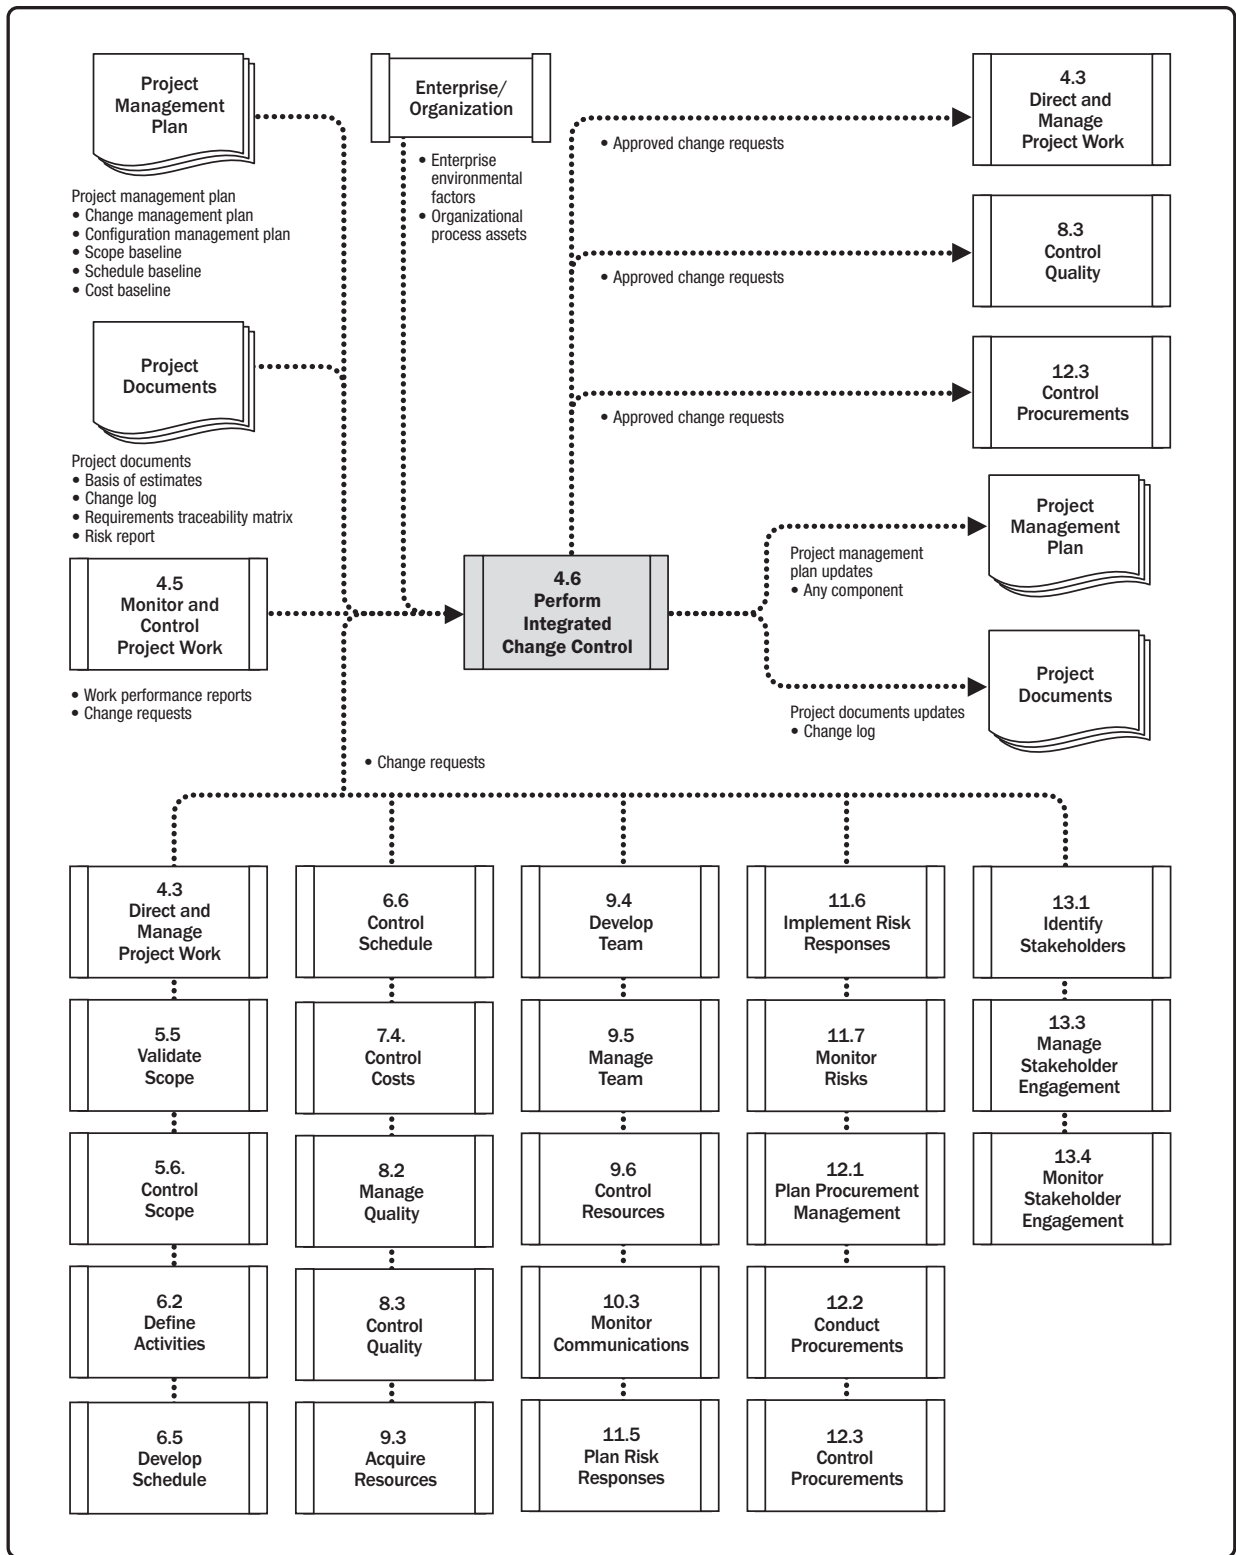 Project
Management
Plan
Project management plan
• Change management plan
• Configuration management plan
• Scope baseline
• Schedule baseline
• Cost baseline
Enterprise/
Organization
• Enterprise
environmental
factors
• Organizational
process assets
Project
Documents
Project documents
• Basis of estimates
• Change log
• Requirements traceability matrix
• Risk report
4.5
Monitor and
Control
Project Work
• Work performance reports
• Change requests
4.6
Perform
Integrated
Change Control
• Approved change requests
4.3
Direct and
Manage
Project Work
• Approved change requests
8.3
Control
Quality
• Approved change requests
12.3
Control
Procurements
Project management
plan updates
• Any component
Project
Management
Plan
Project documents updates
• Change log
Project
Documents
• Change requests
4.3
Direct and
Manage
Project Work
5.5
Validate
Scope
5.6.
Control
Scope
6.2
Define
Activities
6.5
Develop
Schedule
6.6
Control
Schedule
7.4.
Control
Costs
8.2
Manage
Quality
8.3
Control
Quality
9.3
Acquire
Resources
9.4
Develop
Team
9.5
Manage
Team
9.6
Control
Resources
10.3
Monitor
Communications
11.5
Plan Risk
Responses
11.6
Implement Risk
Responses
11.7
Monitor
Risks
12.1
Plan Procurement
Management
12.2
Conduct
Procurements
12.3
Control
Procurements
13.1
Identify
Stakeholders
13.3
Manage
Stakeholder
Engagement
13.4
Monitor
Stakeholder
Engagement